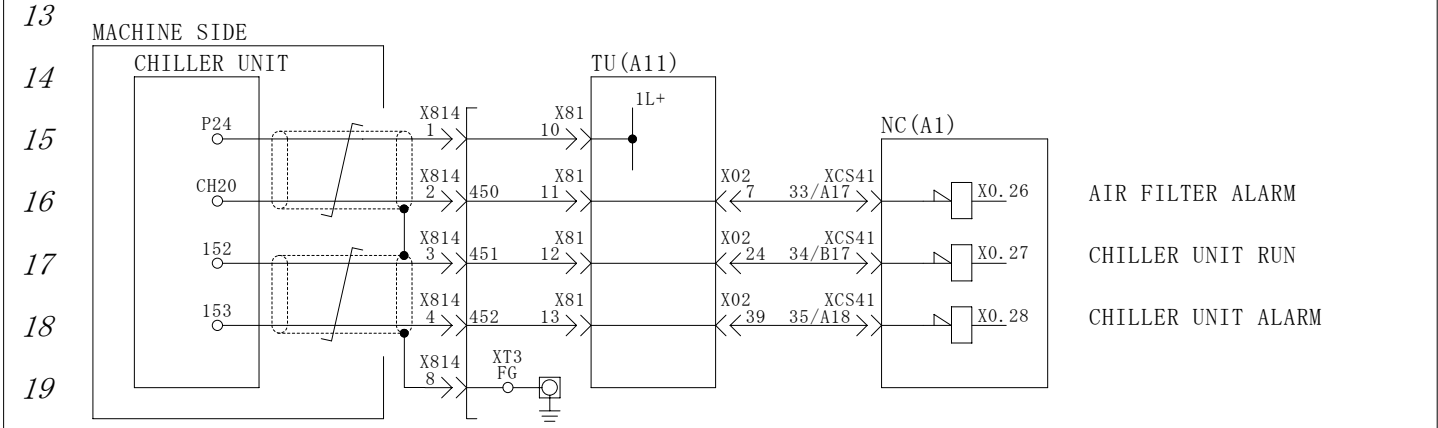 13
MACHINE SIDE
14
CHILLER UNIT
TU(A11)
1L+
15
P24
X814
1
X81
10
NC(A1)
16
CH20
X814
2
450
X81
11
X02
7
33/A17
XCS41
X0.26
AIR FILTER ALARM
17
152
X814
3
451
X81
12
X02
24
34/B17
XCS41
X0.27
CHILLER UNIT RUN
18
153
X814
4
452
X81
13
X02
39
35/A18
XCS41
X0.28
CHILLER UNIT ALARM
19
X814
8
XT3
FG